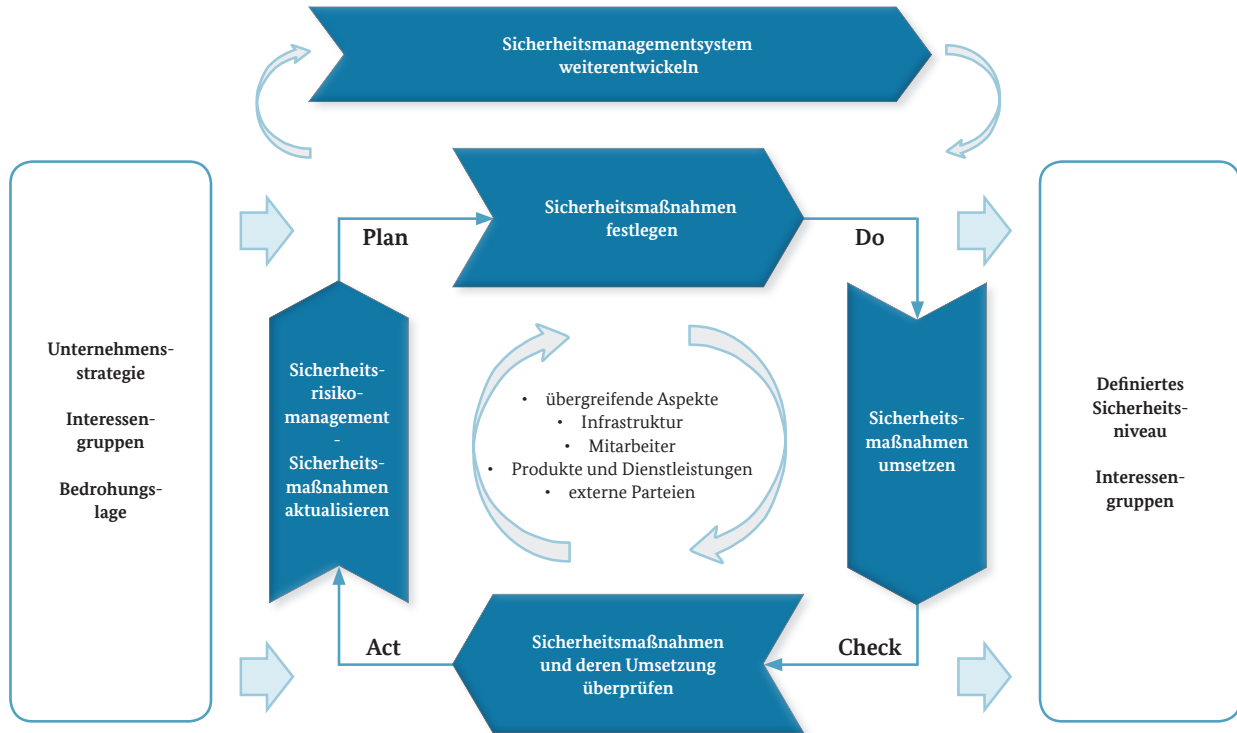 Sicherheitsmanagementsystem
weiterentwickeln
Sicherheitsmaßnahmen
festlegen
Plan
Do
Unternehmens-
strategie
Interessen-
gruppen
Bedrohungs-
lage
Sicherheits-
risiko-
management
-
Sicherheits-
maßnahmen
aktualisieren
• übergreifende Aspekte
• Infrastruktur
• Mitarbeiter
• Produkte und Dienstleistungen
• externe Parteien
Sicherheits-
maßnahmen
umsetzen
Definiertes
Sicherheits-
niveau
Interessen-
gruppen
Act
Sicherheitsmaßnahmen
und deren Umsetzung
überprüfen
Check